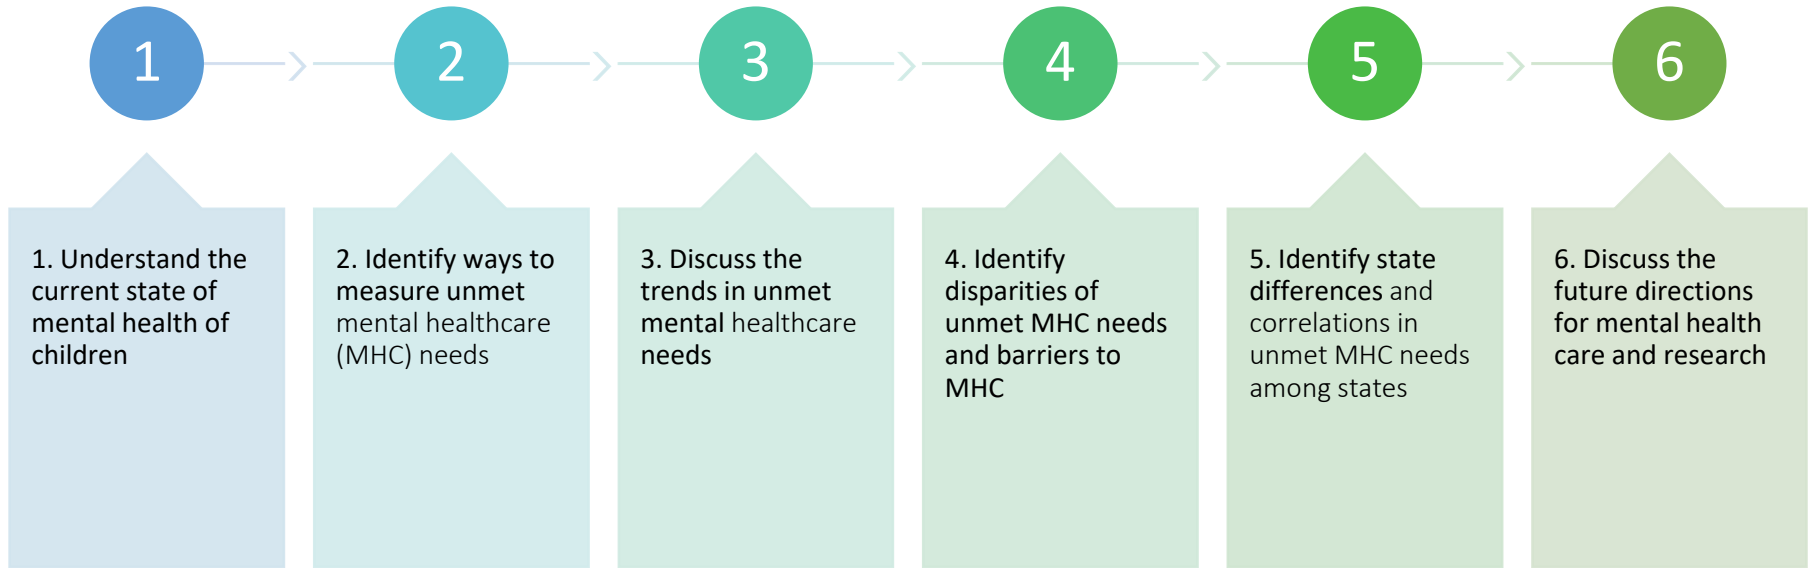 1
2
3
4
5
6
1. Understand the
current state of
mental health of
children
2. Identify ways to
measure unmet
mental healthcare
(MHC) needs
3. Discuss the
trends in unmet
mental healthcare
needs
4. Identify
disparities of
unmet MHC needs
and barriers to
MHC
5. Identify state
differences and
correlations in
unmet MHC needs
among states
6. Discuss the
future directions
for mental health
care and research